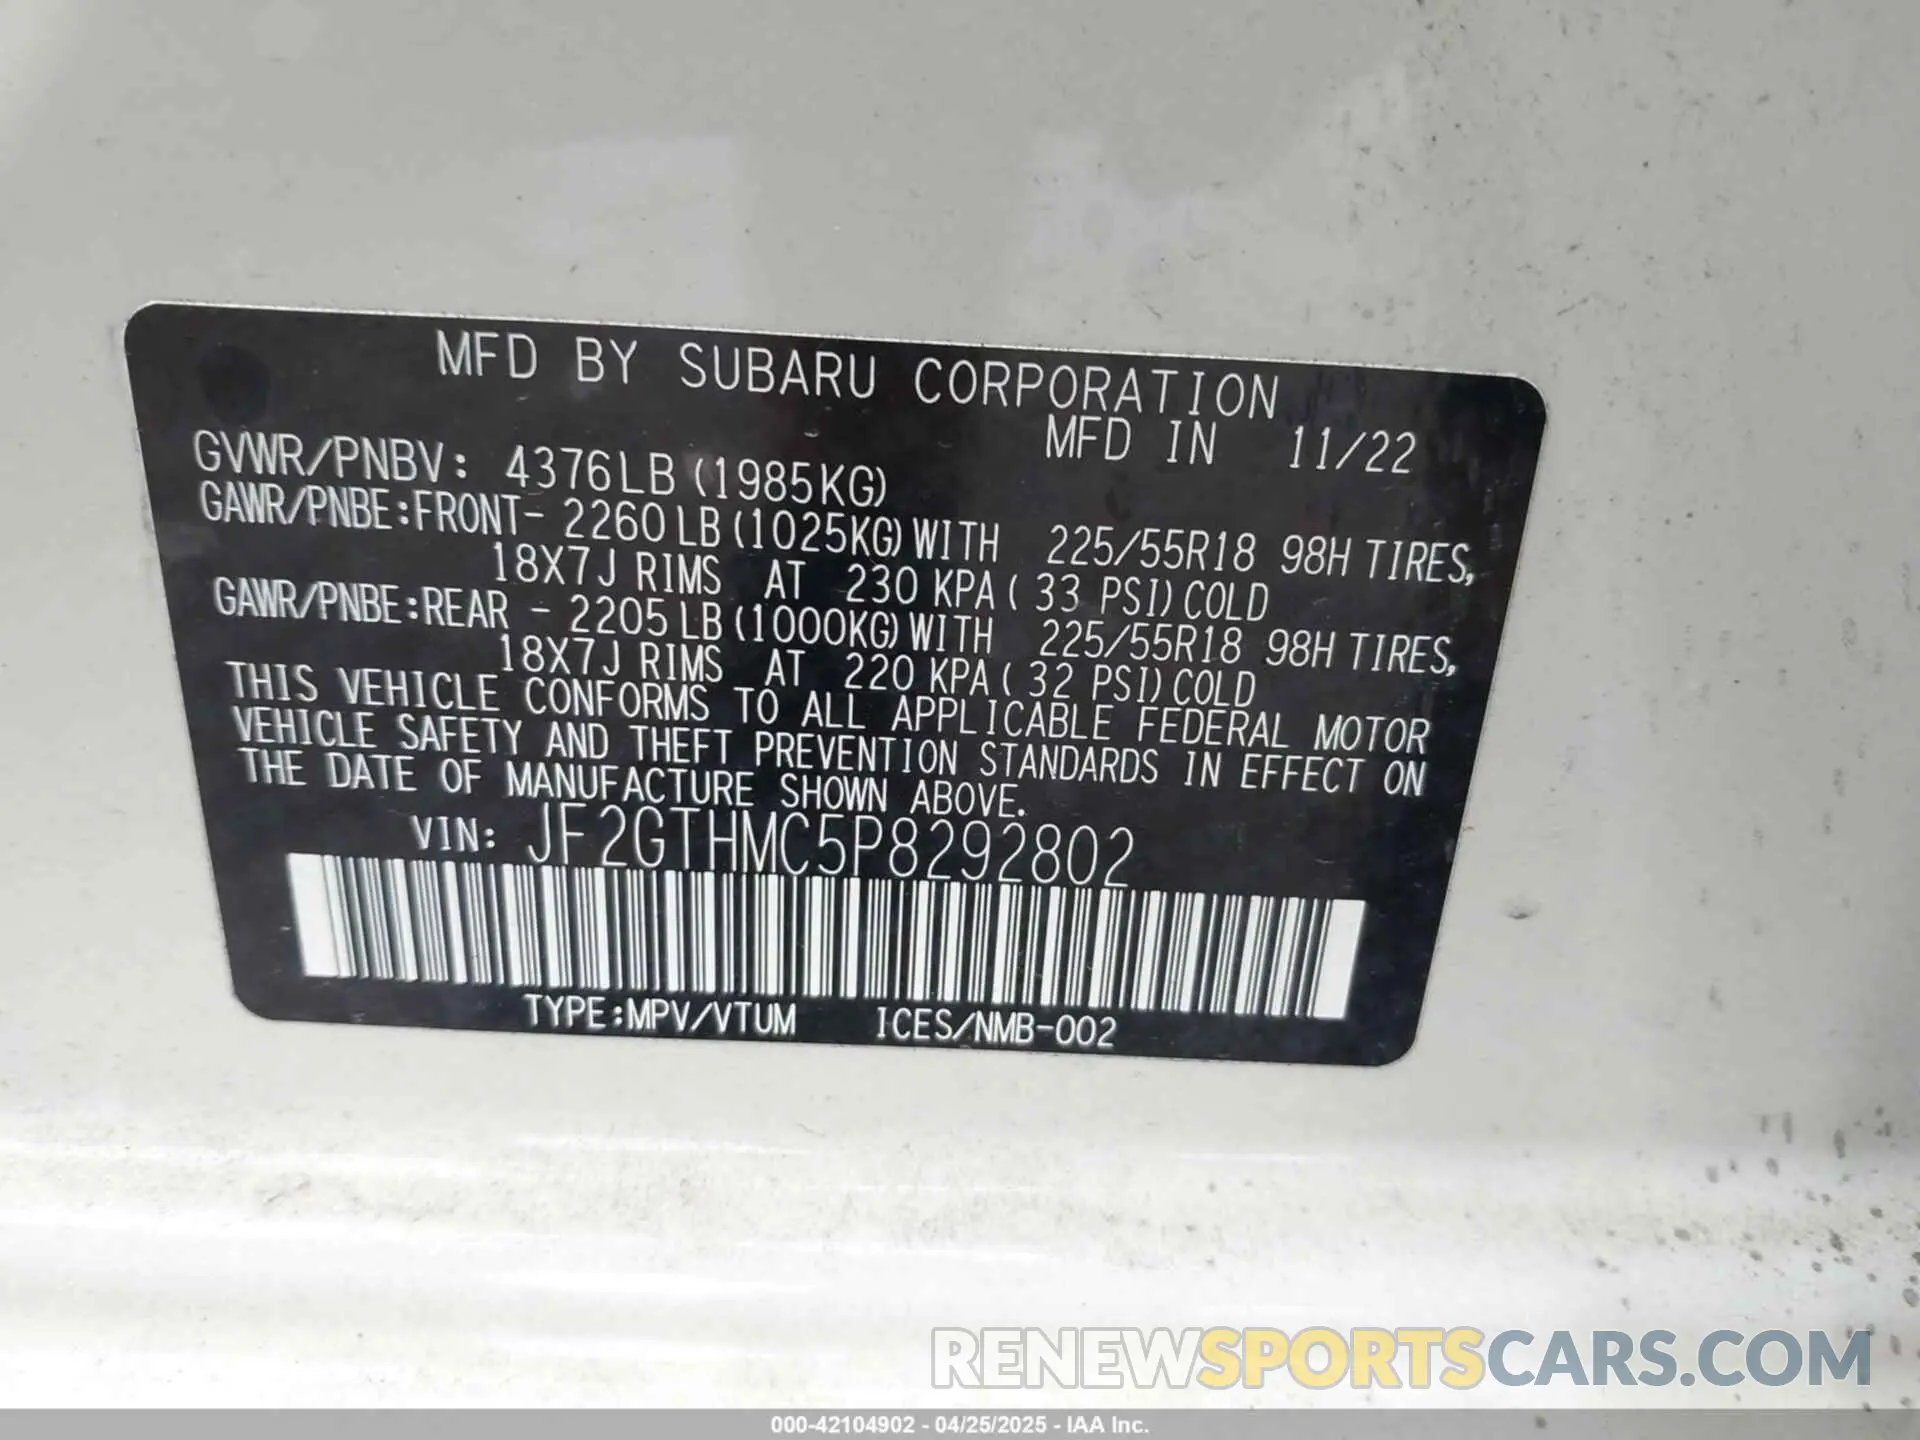 MFD BY SUBARU CORPORATION
MFD IN 11/22
GVWR/PNBV: 4376LB (1985KG)
GAWR/PNBE:FRONT- 2260 LB (1025KG) WITH 225/55R18 98H TIRES,
18X7J RIMS AT 230 KPA ( 33 PSI) COLD
GAWR/PNBE:REAR - 2205 LB (1000KG) WITH 225/55R18 98H TIRES,
18X7J RIMS AT 220 KPA ( 32 PSI) COLD
THIS VEHICLE CONFORMS TO ALL APPLICABLE FEDERAL MOTOR
VEHICLE SAFETY AND THEFT PREVENTION STANDARDS IN EFFECT ON
THE DATE OF MANUFACTURE SHOWN ABOVE.
VIN: JF2GTHMC5P8292802
TYPE:MPV/VTUM ICES/NMB-002
RENEWSPORTSCARS.COM
000-42104902 - 04/25/2025 - IAA Inc.